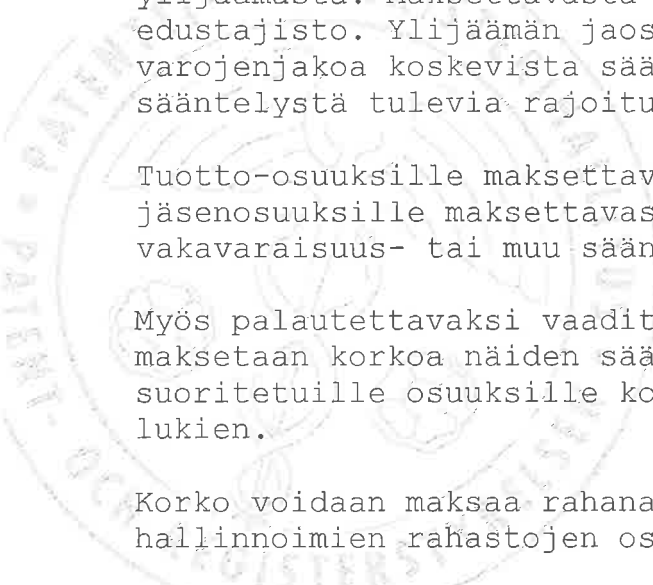 edustajisto. Ylijäämän jaos
varojenjakoa koskevista sää
sääntelystä tulevia rajoitu
Tuotto-osuuksille maksettav
jäsenosuuksille maksettavas
vakavaraisuus- tai muu sään
Myös palautettavaksi vaadit
maksetaan korkoa näiden sää
suoritetuille osuuksille ko
lukien.
Korko voidaan maksaa rahana
hallinnoimien rahastojen os